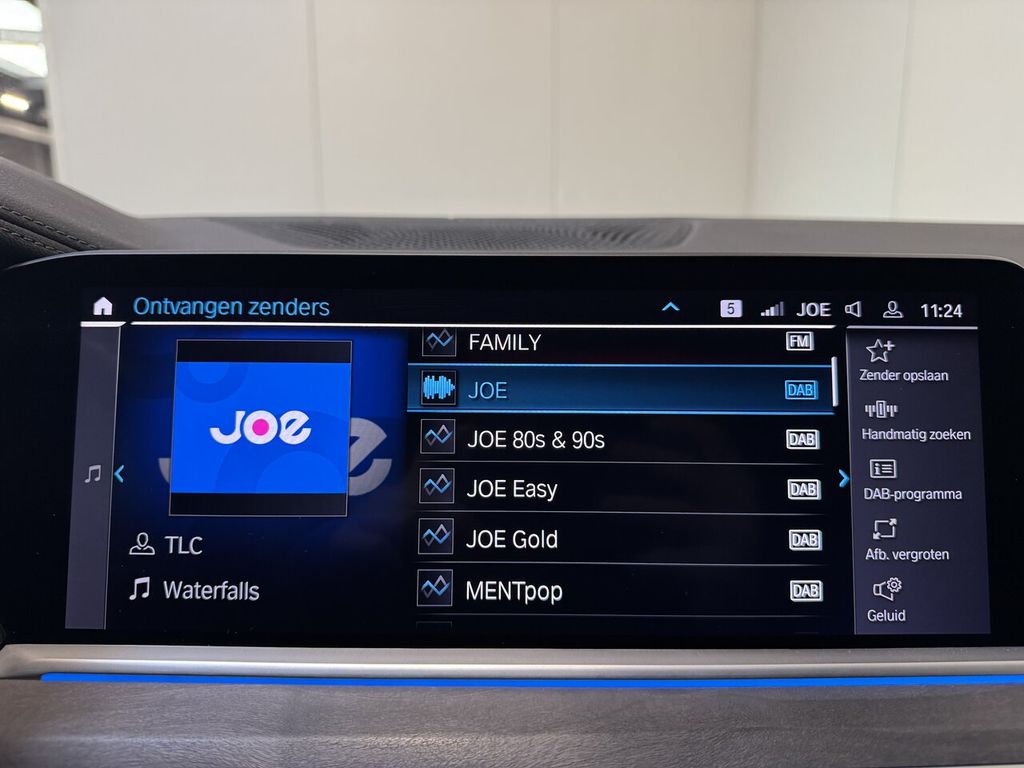 Ontvangen zenders
5 JOE 11:24
JOE
TLC
Waterfalls
FAMILY FM
JOE DAB
JOE 80s & 90s DAB
JOE Easy DAB
JOE Gold DAB
MENTpop DAB
Zender opslaan
Handmatig zoeken
DAB-programma
Afb. vergroten
Geluid